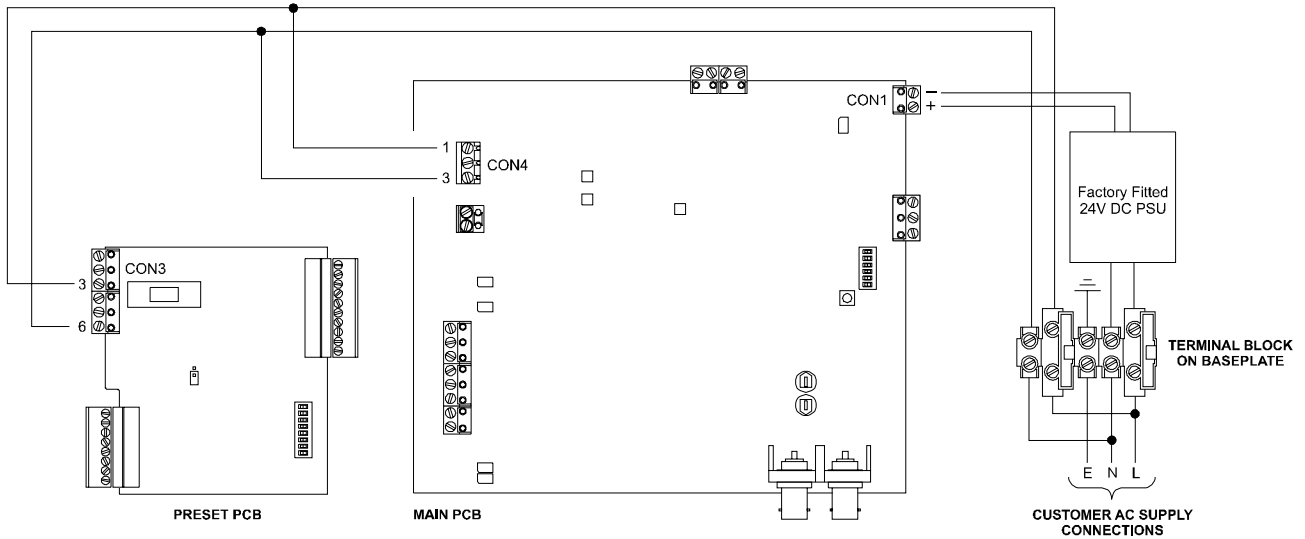 CON1
−
+
1
CON4
3
Factory Fitted
24V DC PSU
CON3
3
6
TERMINAL BLOCK
ON BASEPLATE
E N L
PRESET PCB
MAIN PCB
CUSTOMER AC SUPPLY
CONNECTIONS